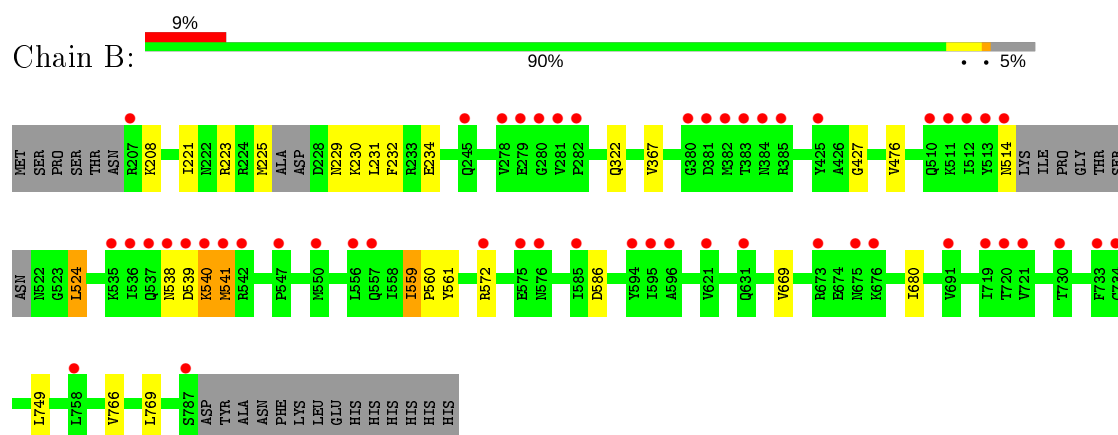 9%
Chain B:
90% • • 5%
MET SER PRO SER THR ASN R207 K208 I221 N222 R223 R224 M225 ALA ASP D228 N229 K230 L231 F232 R233 E234 Q245 V278 E279 G280 V281 P282 Q322 V367 G380 D381 M382 T383 N384 R385 Y425 A426 G427 V476 Q510 K511 I512 Y513 N514 LYS ILE PRO GLY THR SER
ASN N522 G523 L524 K535 I536 Q537 N538 D539 K540 M541 R542 P547 M550 L556 Q557 I558 I559 P560 Y561 R572 E575 N576 I585 D586 Y594 I595 A596 V621 Q631 V669 R673 E674 N675 K676 I680 V691 I719 T720 V721 T730 F733 G734
L749 L758 V766 L769 S787 ASP TYR ALA ASN PHE LYS LEU GLU HIS HIS HIS HIS HIS HIS